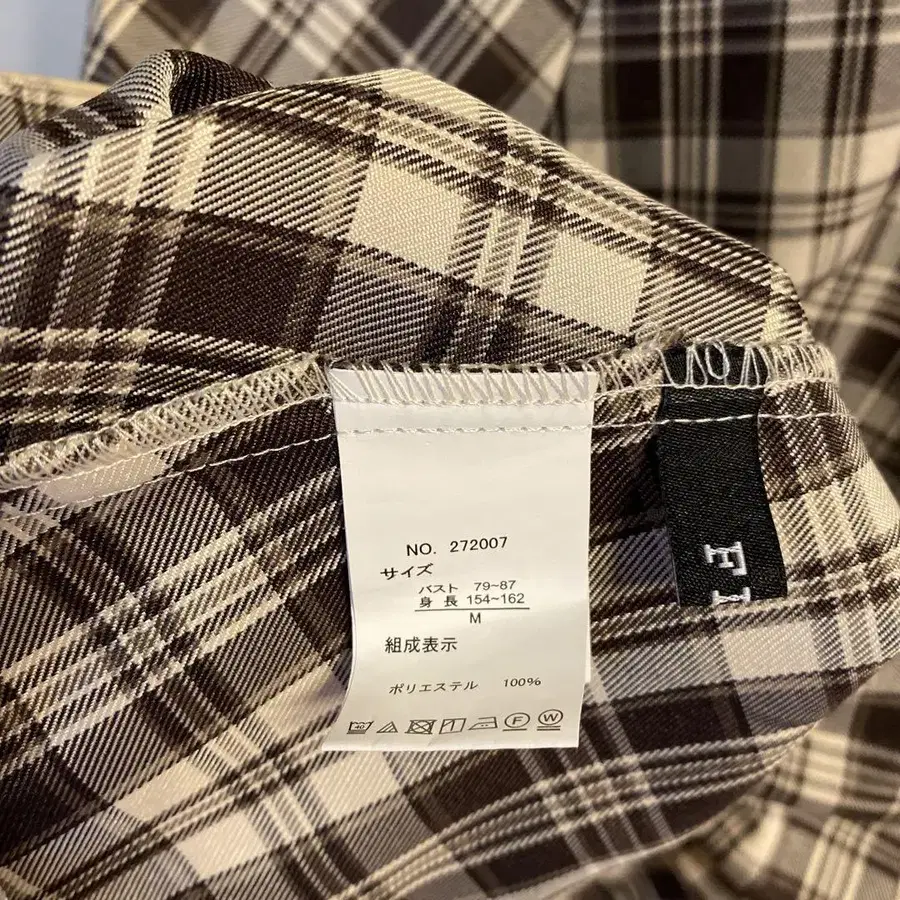 NO. 272007
サイズ
バスト 79~87
身長 154~162
M
組成表示
ポリエステル 100%
40
F
W
E